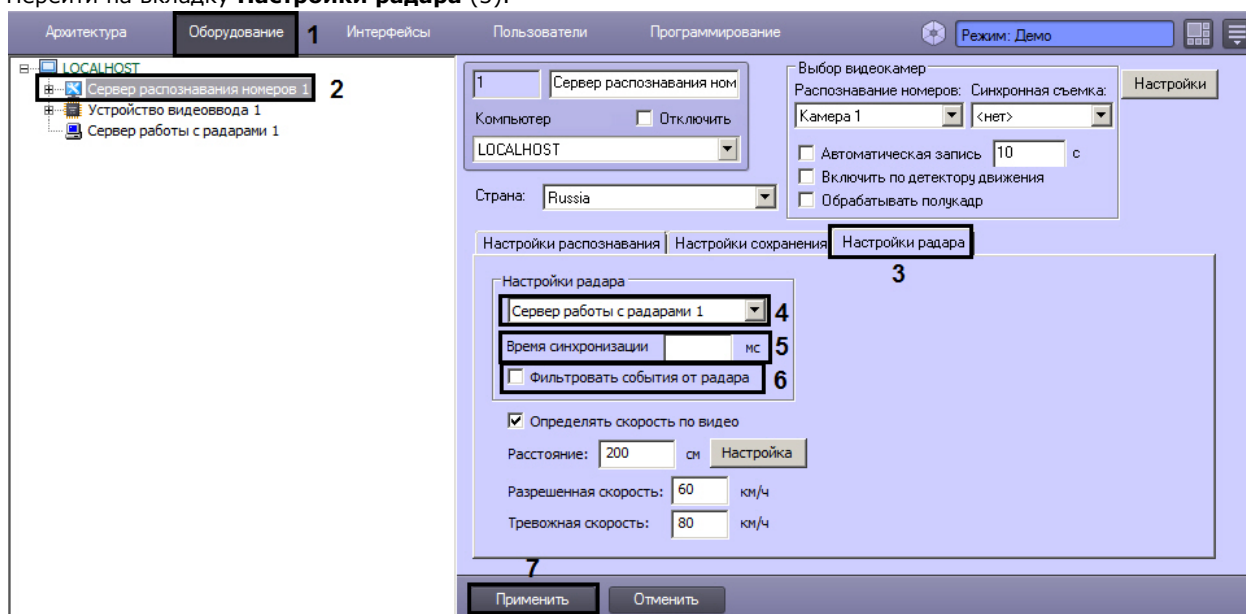 Перейти на вкладку Настройки радара (3).
Архитектура Оборудование 1 Интерфейсы Пользователи Программирование Режим: Демо
LOCALHOST
Сервер распознавания номеров 1 2
Устройство видеоввода 1
Сервер работы с радарами 1
1 Сервер распознавания ном
Компьютер Отключить
LOCALHOST
Страна: Russia
Выбор видеокамер
Распознавание номеров: Синхронная съемка:
Камера 1 <нет>
Автоматическая запись 10 с
Включить по детектору движения
Обрабатывать полукадр
Настройки
Настройки распознавания Настройки сохранения Настройки радара
3
Настройки радара
Сервер работы с радарами 1 4
Время синхронизации мс 5
Фильтровать события от радара 6
Определять скорость по видео
Расстояние: 200 см Настройка
Разрешенная скорость: 60 км/ч
Тревожная скорость: 80 км/ч
7
Применить Отменить